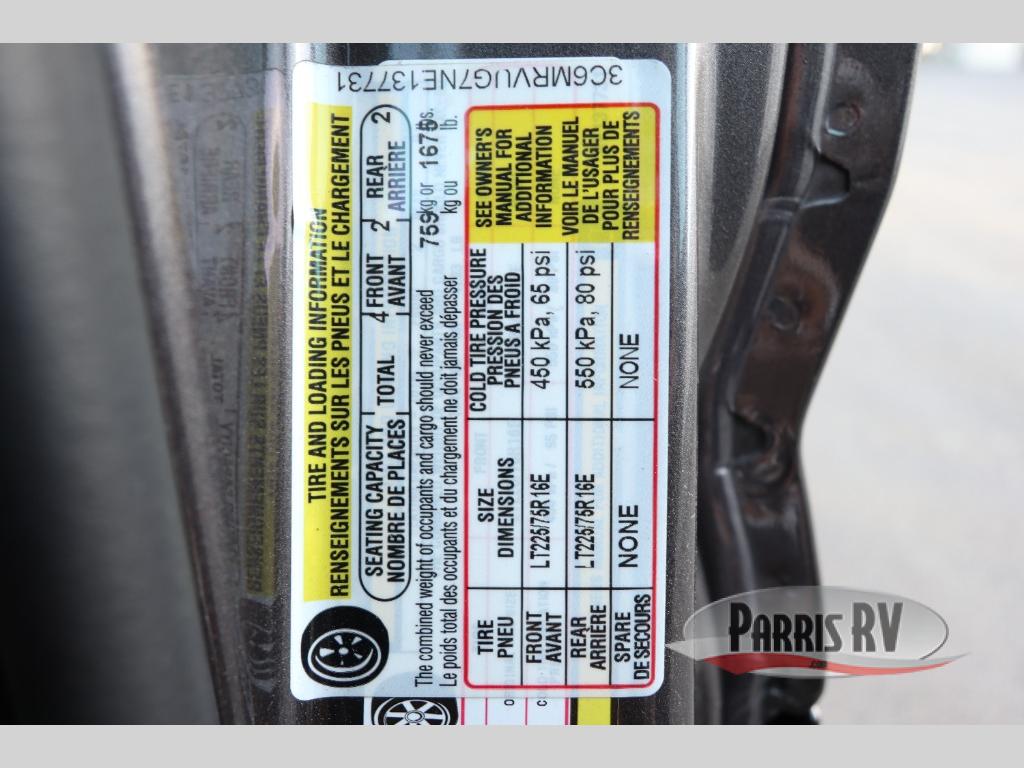 TIRE AND LOADING INFORMATION
RENSEIGNEMENTS SUR LES PNEUS ET LE CHARGEMENT
3C6MRVUG7NE137731
SEATING CAPACITY TOTAL 4 FRONT 2 REAR 2
NOMBRE DE PLACES AVANT ARRIÈRE
The combined weight of occupants and cargo should never exceed 759 kg or 1675 lbs.
Le poids total des occupants et du chargement ne doit jamais dépasser kg ou lb.
TIRE SIZE COLD TIRE PRESSURE
PNEU DIMENSIONS PRESSION DES
PNEUS A FROID
FRONT LT225/75R16E 450 kPa, 65 psi
AVANT
REAR LT225/75R16E 550 kPa, 80 psi
ARRIERE
SPARE NONE NONE
DE SECOURS
SEE OWNER'S
MANUAL FOR
ADDITIONAL
INFORMATION
VOIR LE MANUEL
DE L'USAGER
POUR PLUS DE
RENSEIGNEMENTS
PARRIS RV
.com